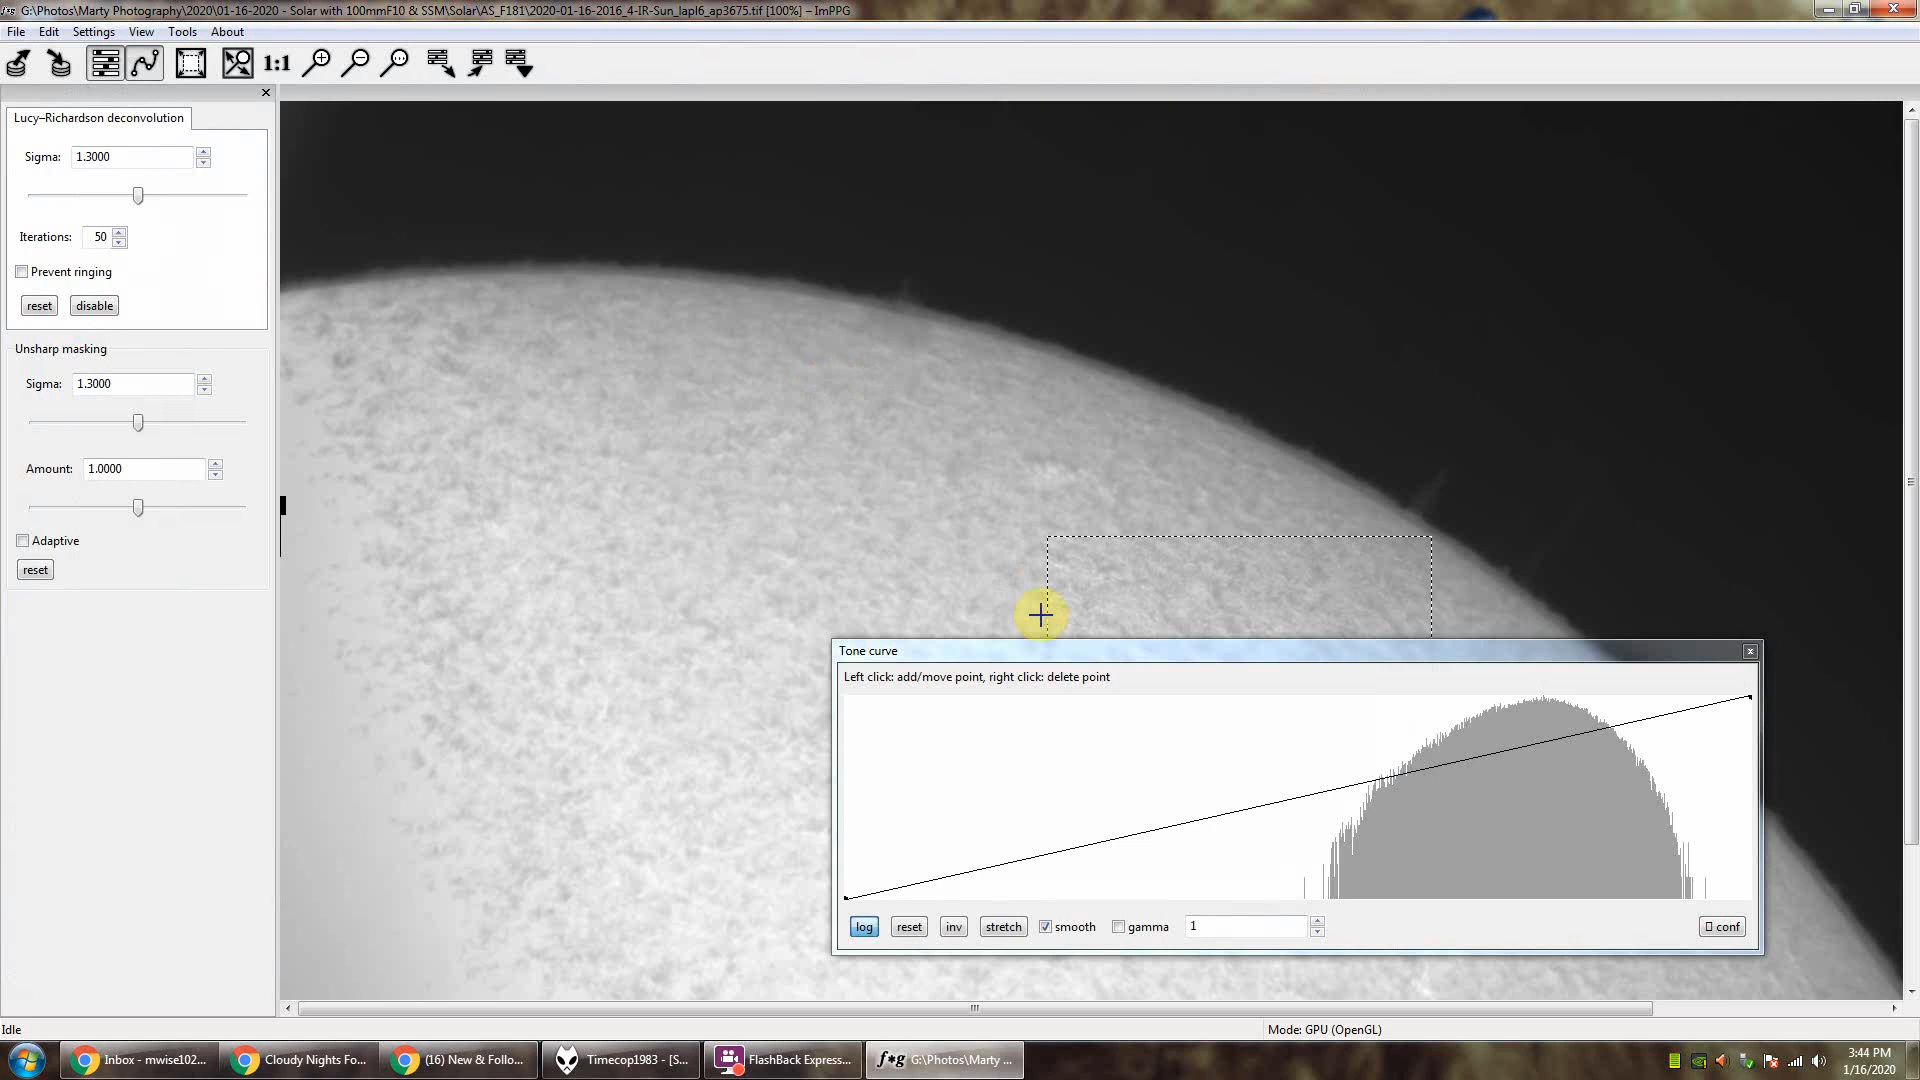 G:\Photos\Marty Photography\2020\01-16-2020 - Solar with 100mmF10 & SSM\Solar\AS_F181\2020-01-16-2016_4-IR-Sun_lapl6_ap3675.tif [100%] – ImPPG
File Edit Settings View Tools About
1:1
Lucy–Richardson deconvolution
Sigma: 1.3000
Iterations: 50
Prevent ringing
reset disable
Unsharp masking
Sigma: 1.3000
Amount: 1.0000
Adaptive
reset
Tone curve
Left click: add/move point, right click: delete point
log reset inv stretch smooth gamma 1 conf
Idle
Mode: GPU (OpenGL)
Inbox - mwise102...
Cloudy Nights Fo...
(16) New & Follo...
Timecop1983 - [S...
FlashBack Express...
f*g G:\Photos\Marty ...
3:44 PM
1/16/2020